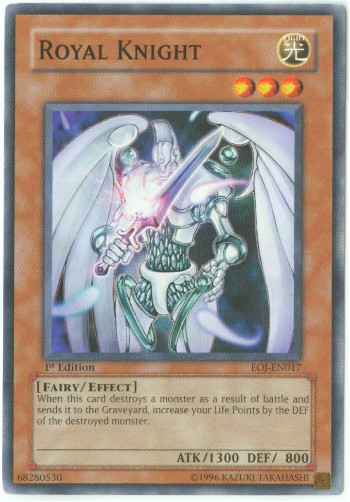 ROYAL KNIGHT
LIGHT
光
1st Edition
EOJ-EN017
[FAIRY/EFFECT]
When this card destroys a monster as a result of battle and
sends it to the Graveyard, increase your Life Points by the DEF
of the destroyed monster.
ATK/1300 DEF/ 800
68280530
©1996 KAZUKI TAKAHASHI